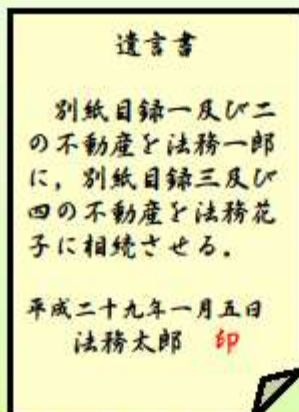 遺言書
別紙目録一及び二
の不動産を法務一郎
に，別紙目録三及び
四の不動産を法務花
子に相続させる．
平成二十九年一月五日
法務太郎 印